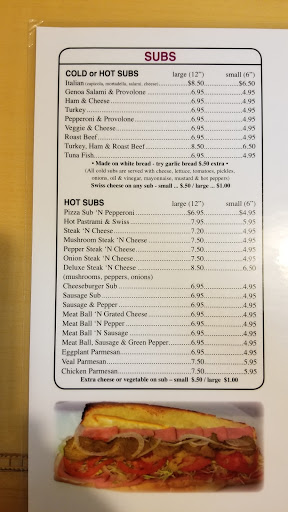 SUBS
COLD or HOT SUBS large (12") small (6")
Italian (capicola, mortadella, salami, cheese) $8.50 $6.50
Genoa Salami & Provolone 6.95 4.95
Ham & Cheese 6.95 4.95
Turkey 6.95 4.95
Pepperoni & Provolone 6.95 4.95
Veggie & Cheese 6.95 4.95
Roast Beef 6.95 4.95
Turkey, Ham & Roast Beef 8.50 6.50
Tuna Fish 6.95 4.95
• Made on white bread - try garlic bread $.50 extra •
(All cold subs are served with cheese, lettuce, tomatoes, pickles,
onions, oil & vinegar, mayonnaise, mustard & hot peppers)
Swiss cheese on any sub - small ... $.50 / large ... $1.00
HOT SUBS large (12") small (6")
Pizza Sub 'N Pepperoni $6.95 $4.95
Hot Pastrami & Swiss 7.95 5.95
Steak 'N Cheese 7.20 4.95
Mushroom Steak 'N Cheese 7.50 4.95
Pepper Steak 'N Cheese 7.50 4.95
Onion Steak 'N Cheese 7.50 4.95
Deluxe Steak 'N Cheese 8.50 6.50
(mushrooms, peppers, onions)
Cheeseburger Sub 6.95 4.95
Sausage Sub 6.95 4.95
Sausage & Pepper 6.95 4.95
Meat Ball 'N Grated Cheese 6.95 4.95
Meat Ball 'N Pepper 6.95 4.95
Meat Ball 'N Sausage 6.95 4.95
Meat Ball, Sausage & Green Pepper 6.95 4.95
Eggplant Parmesan 6.95 4.95
Veal Parmesan 7.50 5.95
Chicken Parmesan 7.50 5.95
Extra cheese or vegetable on sub – small $.50 / large $1.00